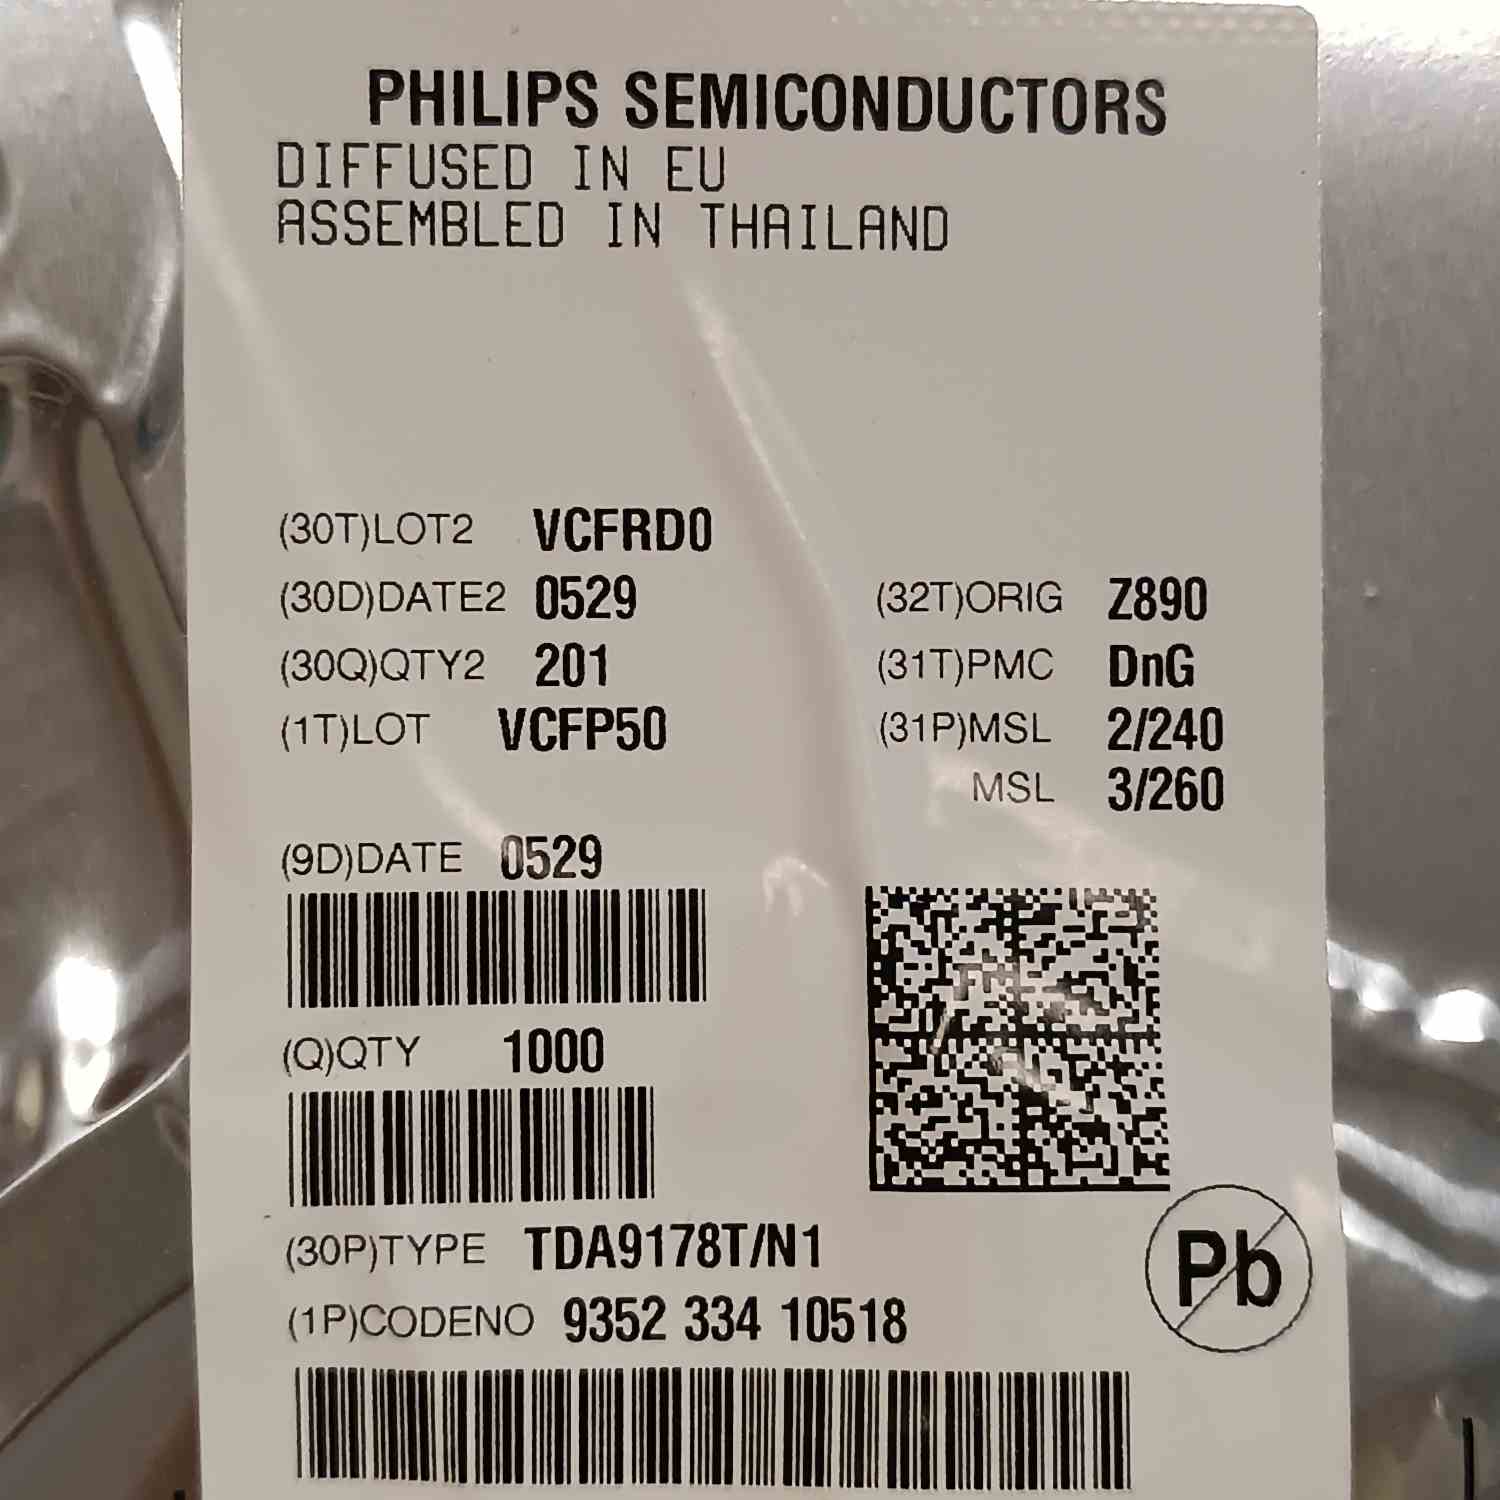 PHILIPS SEMICONDUCTORS
DIFFUSED IN EU
ASSEMBLED IN THAILAND
(30T)LOT2 VCFRD0
(30D)DATE2 0529 (32T)ORIG Z890
(30Q)QTY2 201 (31T)PMC DnG
(1T)LOT VCFP50 (31P)MSL 2/240
MSL 3/260
(9D)DATE 0529
(Q)QTY 1000
(30P)TYPE TDA9178T/N1
Pb
(1P)CODENO 9352 334 10518